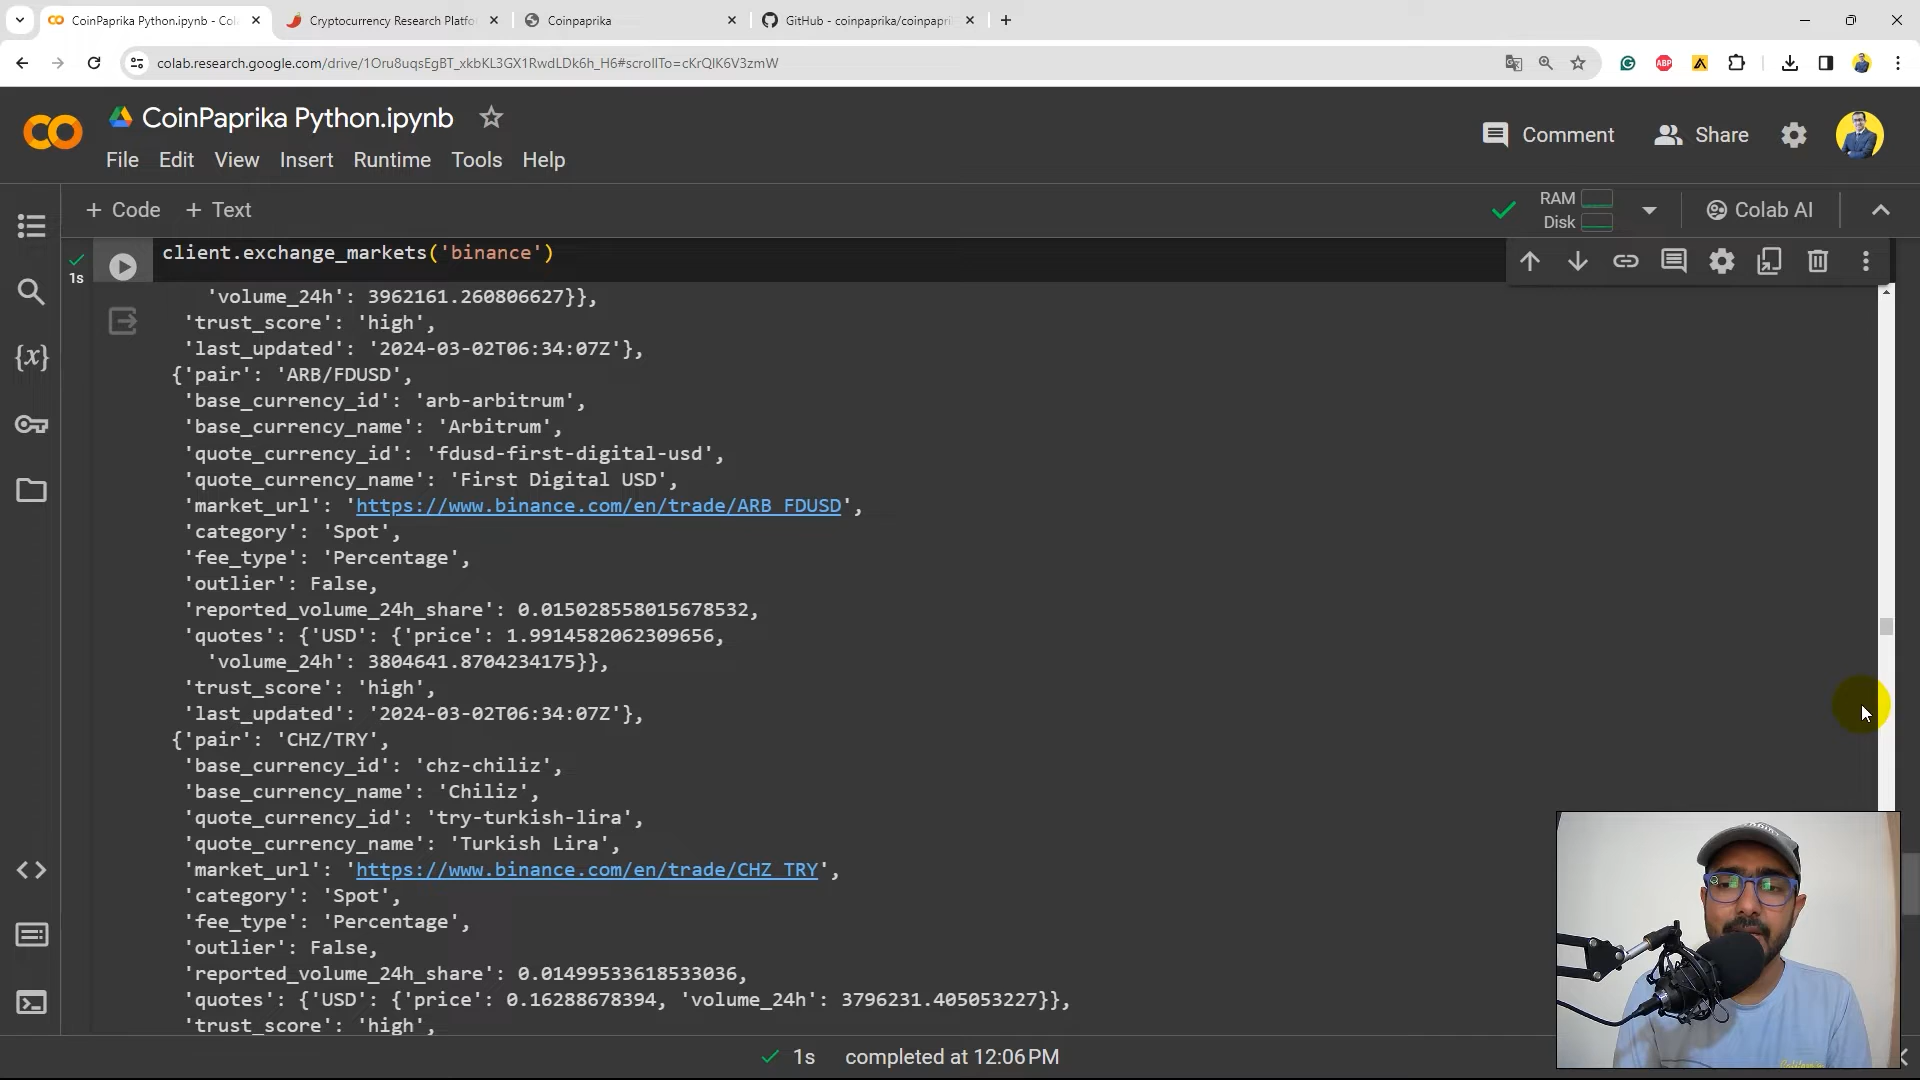 CoinPaprika Python.ipynb - Col
Cryptocurrency Research Platfo
Coinpaprika
GitHub - coinpaprika/coinpapri
colab.research.google.com/drive/1Oru8uqsEgBT_xkbKL3GX1RwdLDk6h_H6#scrollTo=cKrQIK6V3zmW
ABP
CoinPaprika Python.ipynb
Comment
Share
File Edit View Insert Runtime Tools Help
+ Code + Text
RAM
Disk
Colab AI
1s
client.exchange_markets('binance')
'volume_24h': 3962161.260806627}},
'trust_score': 'high',
'last_updated': '2024-03-02T06:34:07Z'},
{'pair': 'ARB/FDUSD',
'base_currency_id': 'arb-arbitrum',
'base_currency_name': 'Arbitrum',
'quote_currency_id': 'fdusd-first-digital-usd',
'quote_currency_name': 'First Digital USD',
'market_url': 'https://www.binance.com/en/trade/ARB_FDUSD',
'category': 'Spot',
'fee_type': 'Percentage',
'outlier': False,
'reported_volume_24h_share': 0.015028558015678532,
'quotes': {'USD': {'price': 1.9914582062309656,
'volume_24h': 3804641.8704234175}},
'trust_score': 'high',
'last_updated': '2024-03-02T06:34:07Z'},
{'pair': 'CHZ/TRY',
'base_currency_id': 'chz-chiliz',
'base_currency_name': 'Chiliz',
'quote_currency_id': 'try-turkish-lira',
'quote_currency_name': 'Turkish Lira',
'market_url': 'https://www.binance.com/en/trade/CHZ_TRY',
'category': 'Spot',
'fee_type': 'Percentage',
'outlier': False,
'reported_volume_24h_share': 0.01499533618533036,
'quotes': {'USD': {'price': 0.16288678394, 'volume_24h': 3796231.405053227}},
'trust_score': 'high',
1s completed at 12:06 PM